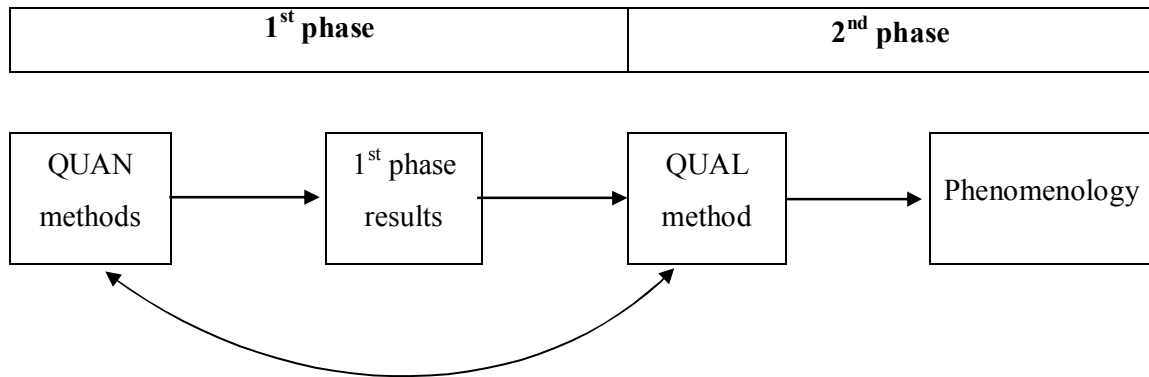 1st phase
2nd phase
QUAN
methods
1st phase
results
QUAL
method
Phenomenology